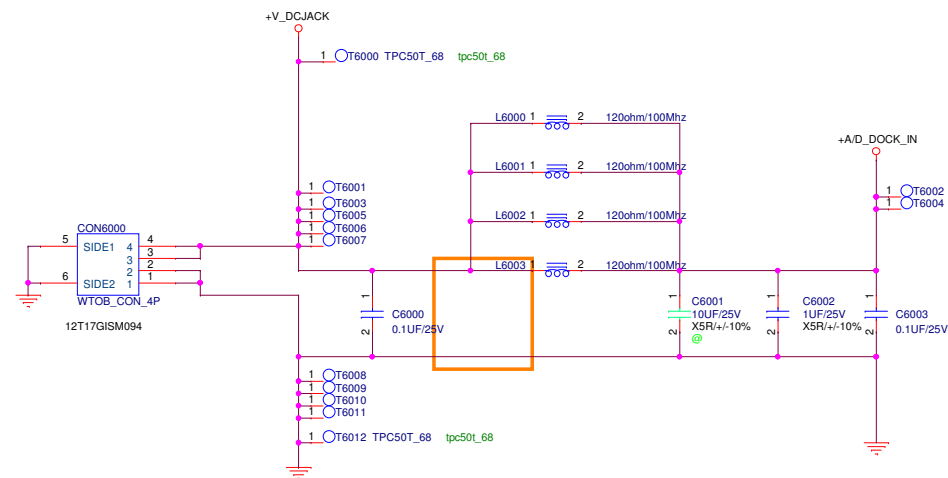 +V_DCJACK
1 T6000 TPC50T_68 tpc50t_68
L6000 1 2 120ohm/100Mhz
+A/D_DOCK_IN
L6001 1 2 120ohm/100Mhz
1 T6001
1 T6002
1 T6003
1 T6004
1 T6005
L6002 1 2 120ohm/100Mhz
1 T6006
1 T6007
CON6000
5 SIDE1 4 4
3 3
6 SIDE2 2 2
1 1
WTOB_CON_4P
12T17GISM094
L6003 1 2 120ohm/100Mhz
1
2
C6000
0.1UF/25V
1
2
C6001
10UF/25V
X5R/+/-10%
@
1
2
C6002
1UF/25V
X5R/+/-10%
1
2
C6003
0.1UF/25V
1 T6008
1 T6009
1 T6010
1 T6011
1 T6012 TPC50T_68 tpc50t_68